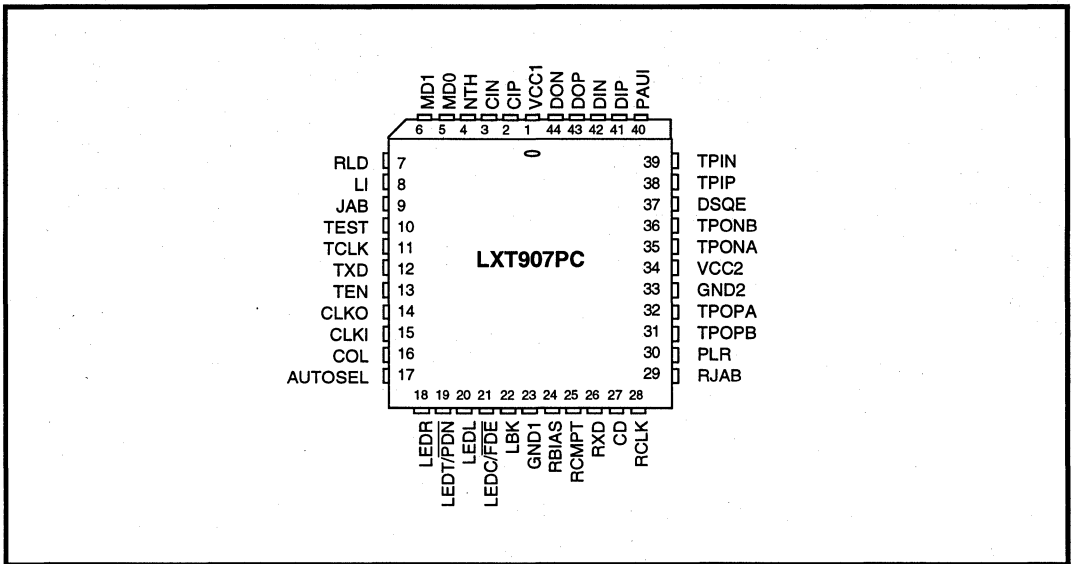 MD1 MD0 NTH CIN CIP VCC1 DON DOP DIN DIP PAUI
6 5 4 3 2 1 44 43 42 41 40
RLD 7 39 TPIN
LI 8 38 TPIP
JAB 9 37 DSQE
TEST 10 36 TPONB
TCLK 11 35 TPONA
TXD 12 LXT907PC 34 VCC2
TEN 13 33 GND2
CLKO 14 32 TPOPA
CLKI 15 31 TPOPB
COL 16 30 PLR
AUTOSEL 17 29 RJAB
18 19 20 21 22 23 24 25 26 27 28
LEDR LEDT/PDN LEDL LEDC/FDE LBK GND1 RBIAS RCMPT RXD CD RCLK